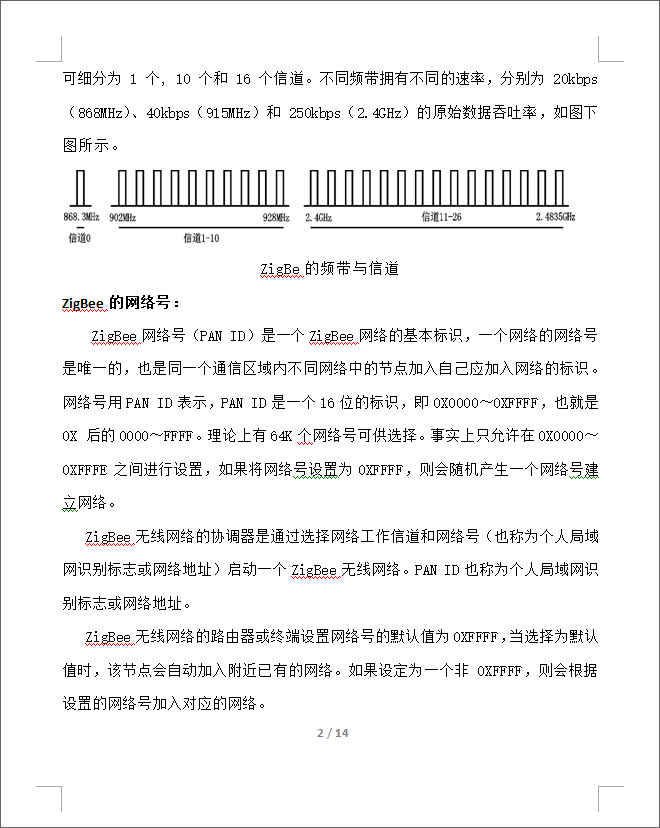 可细分为 1 个, 10 个和 16 个信道。不同频带拥有不同的速率，分别为 20kbps
（868MHz）、40kbps（915MHz）和 250kbps（2.4GHz）的原始数据吞吐率，如图下
图所示。
868.3MHz 902MHz 928MHz 2.4GHz 信道11-26 2.4835GHz
信道0 信道1-10
ZigBe 的频带与信道
ZigBee 的网络号：
ZigBee 网络号（PAN ID）是一个 ZigBee 网络的基本标识，一个网络的网络号
是唯一的，也是同一个通信区域内不同网络中的节点加入自己应加入网络的标识。
网络号用 PAN ID 表示，PAN ID 是一个 16 位的标识，即 0X0000～0XFFFF，也就是
0X 后的 0000～FFFF。理论上有 64K 个网络号可供选择。事实上只允许在 0X0000～
0XFFFE 之间进行设置，如果将网络号设置为 0XFFFF，则会随机产生一个网络号建
立网络。
ZigBee 无线网络的协调器是通过选择网络工作信道和网络号（也称为个人局域
网识别标志或网络地址）启动一个 ZigBee 无线网络。PAN ID 也称为个人局域网识
别标志或网络地址。
ZigBee 无线网络的路由器或终端设置网络号的默认值为 0XFFFF，当选择为默认
值时，该节点会自动加入附近已有的网络。如果设定为一个非 0XFFFF，则会根据
设置的网络号加入对应的网络。
2 / 14